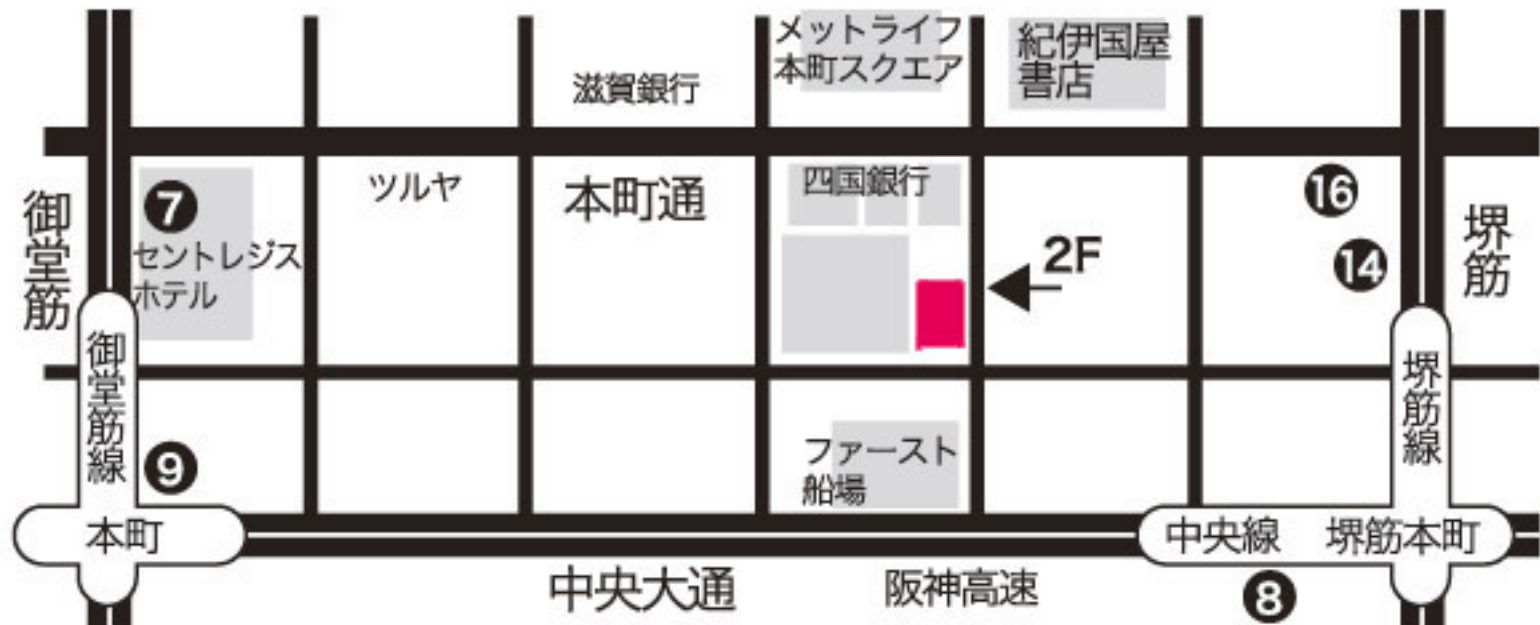 メットライフ
本町スクエア
紀伊国屋
書店
滋賀銀行
御堂筋
7
セントレジス
ホテル
ツルヤ
本町通
四国銀行
2F
16
14
堺筋
御堂筋線
9
本町
ファースト
船場
堺筋線
中央線
堺筋本町
中央大通
阪神高速
8